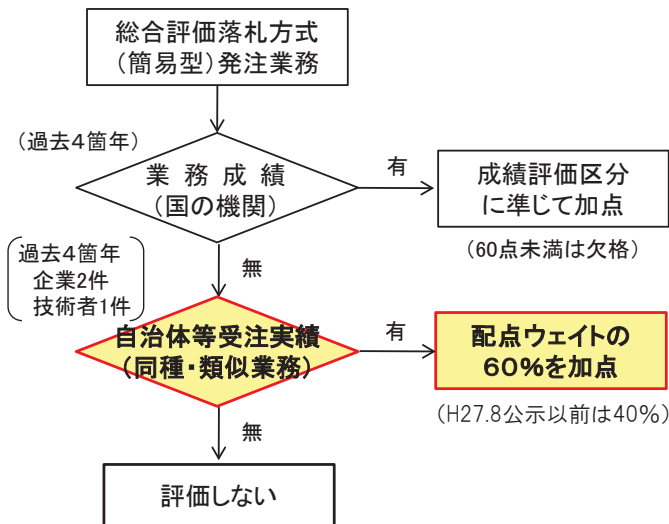 総合評価落札方式
(簡易型)発注業務
(過去4箇年)
業務成績
(国の機関)
有
成績評価区分
に準じて加点
(60点未満は欠格)
無
過去4箇年
企業2件
技術者1件
自治体等受注実績
(同種・類似業務)
有
配点ウェイトの
60%を加点
(H27.8公示以前は40%)
無
評価しない